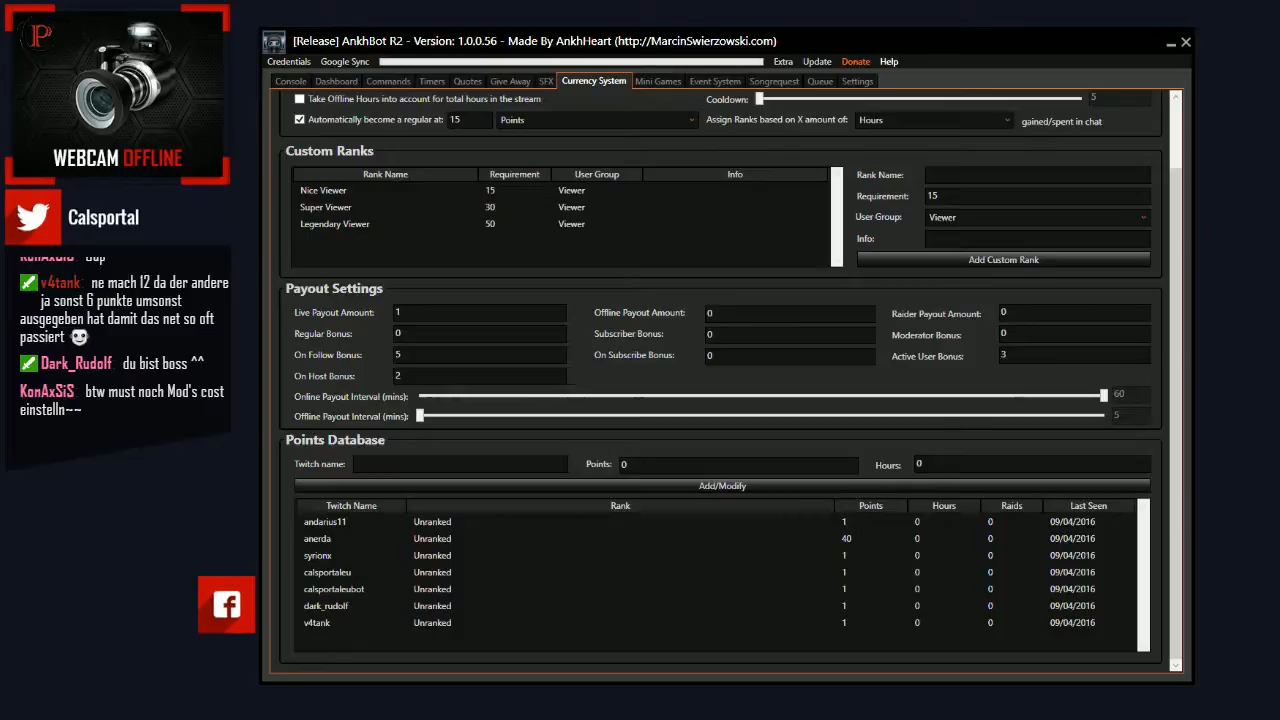 P
WEBCAM OFFLINE
Calsportal
v4tank: ne mach 12 da der andere
ja sonst 6 punkte umsonst
ausgegeben hat damit das net so oft
passiert
Dark_Rudolf: du bist boss ^^
KonAxSiS: btw must noch Mod's cost
einstelln~~
[Release] AnkhBot R2 - Version: 1.0.0.56 - Made By AnkhHeart (http://MarcinSwierzowski.com)
Credentials Google Sync Extra Update Donate Help
Console Dashboard Commands Timers Quotes Give Away SFX Currency System Mini Games Event System Songrequest Queue Settings
Take Offline Hours into account for total hours in the stream Cooldown: 5
Automatically become a regular at: 15 Points Assign Ranks based on X amount of: Hours gained/spent in chat
Custom Ranks
Rank Name Requirement User Group Info
Nice Viewer 15 Viewer
Super Viewer 30 Viewer
Legendary Viewer 50 Viewer
Rank Name:
Requirement: 15
User Group: Viewer
Info:
Add Custom Rank
Payout Settings
Live Payout Amount: 1 Offline Payout Amount: 0 Raider Payout Amount: 0
Regular Bonus: 0 Subscriber Bonus: 0 Moderator Bonus: 0
On Follow Bonus: 5 On Subscribe Bonus: 0 Active User Bonus: 3
On Host Bonus: 2
Online Payout Interval (mins): 60
Offline Payout Interval (mins): 5
Points Database
Twitch name: Points: 0 Hours: 0
Add/Modify
Twitch Name Rank Points Hours Raids Last Seen
andarius11 Unranked 1 0 0 09/04/2016
anerda Unranked 40 0 0 09/04/2016
syrionx Unranked 1 0 0 09/04/2016
calsportaleu Unranked 1 0 0 09/04/2016
calsportaleubot Unranked 1 0 0 09/04/2016
dark_rudolf Unranked 1 0 0 09/04/2016
v4tank Unranked 1 0 0 09/04/2016